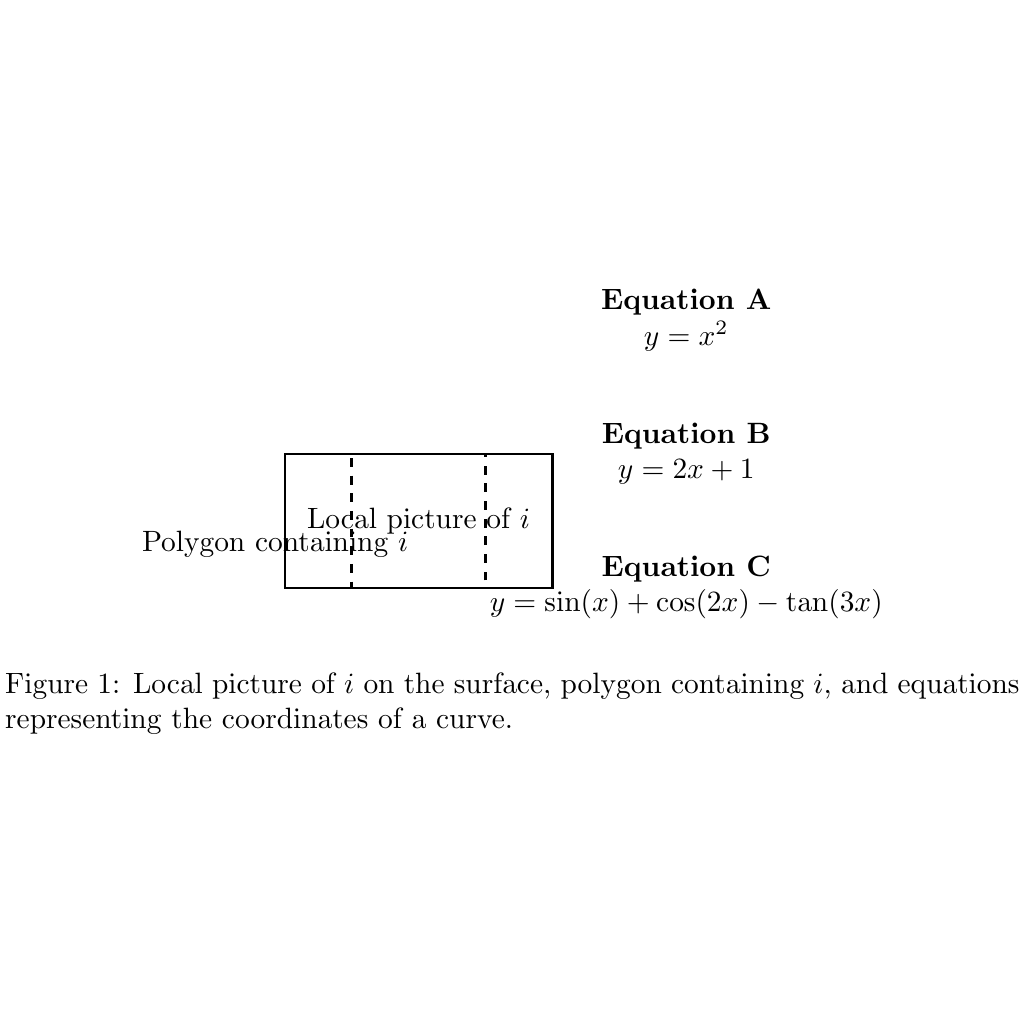 Equation A
y = x²
Equation B
y = 2x + 1
Local picture of i
Polygon containing i
Equation C
y = sin(x) + cos(2x) − tan(3x)
Figure 1: Local picture of i on the surface, polygon containing i, and equations
representing the coordinates of a curve.